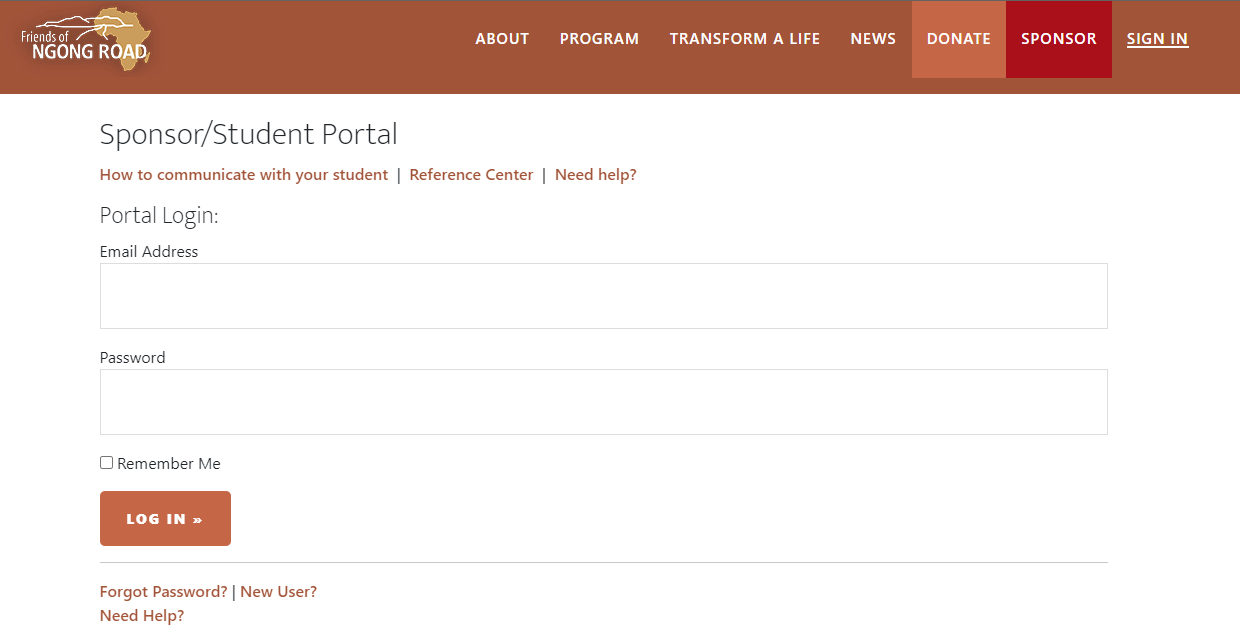 Friends of
NGONG ROAD
ABOUT PROGRAM TRANSFORM A LIFE NEWS DONATE SPONSOR SIGN IN
Sponsor/Student Portal
How to communicate with your student | Reference Center | Need help?
Portal Login:
Email Address
Password
Remember Me
LOG IN »
Forgot Password? | New User?
Need Help?